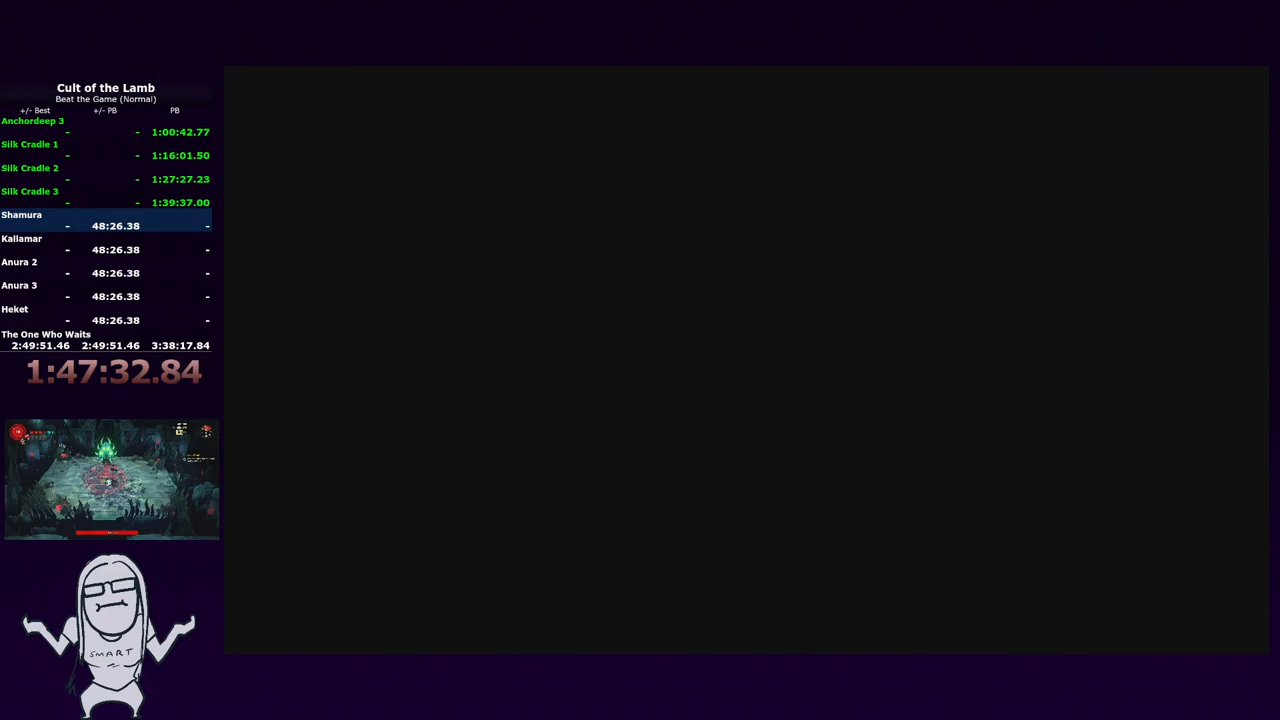 Cult of the Lamb
Beat the Game (Normal)
+/- Best +/- PB PB
Anchordeep 3
- - 1:00:42.77
Silk Cradle 1
- - 1:16:01.50
Silk Cradle 2
- - 1:27:27.23
Silk Cradle 3
- - 1:39:37.00
Shamura
- 48:26.38 -
Kallamar
- 48:26.38 -
Anura 2
- 48:26.38 -
Anura 3
- 48:26.38 -
Heket
- 48:26.38 -
The One Who Waits
2:49:51.46 2:49:51.46 3:38:17.84
1:47:32.84
SMART